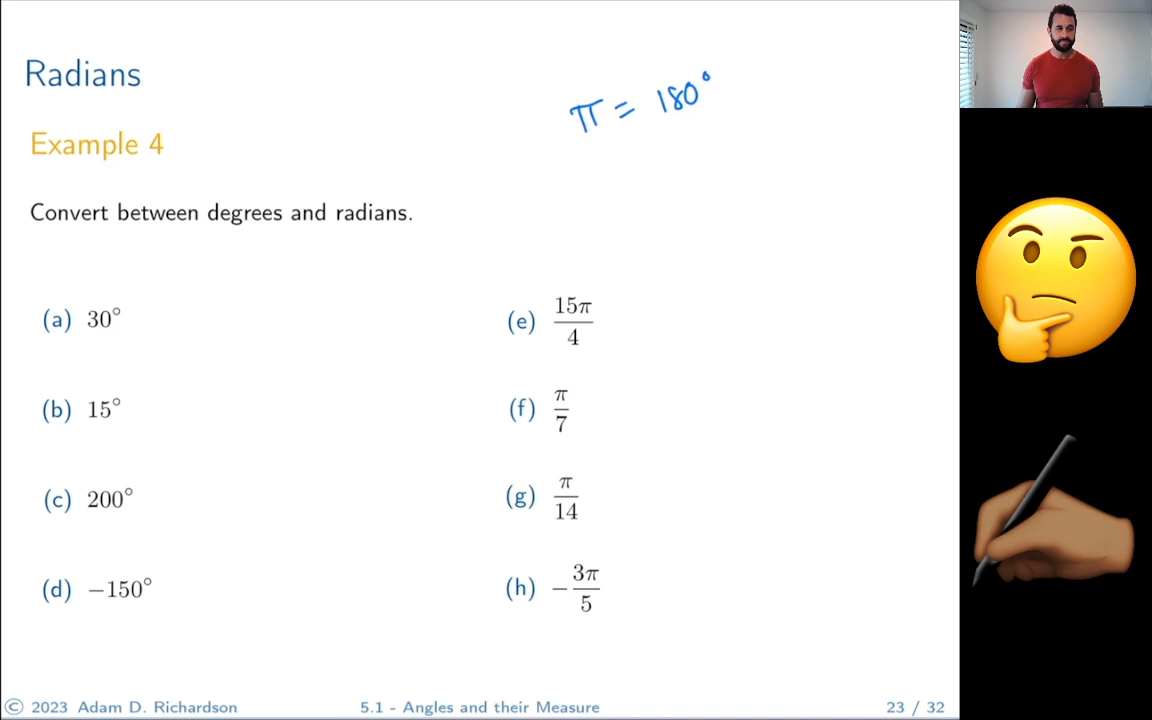 Radians
π = 180°
Example 4
Convert between degrees and radians.
(a) 30°
(b) 15°
(c) 200°
(d) −150°
(e) 15π/4
(f) π/7
(g) π/14
(h) −3π/5
© 2023 Adam D. Richardson 5.1 - Angles and their Measure 23 / 32